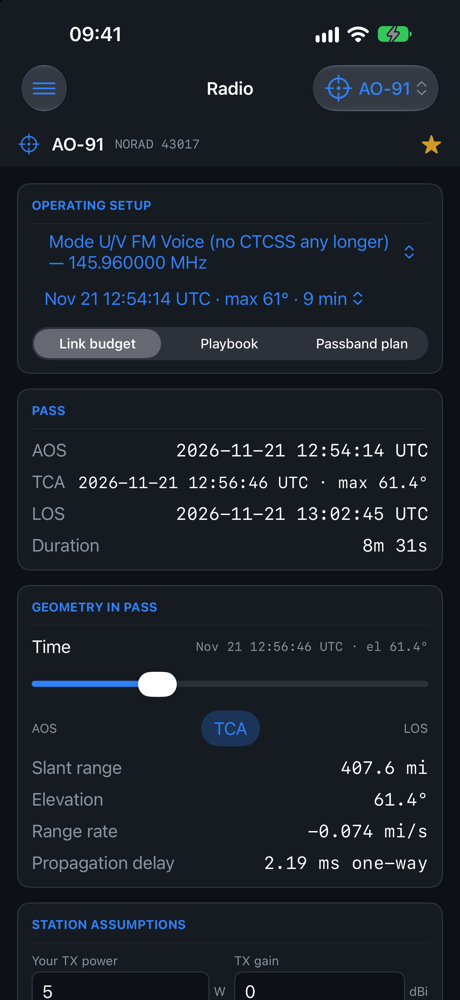 09:41
Radio
AO-91
AO-91 NORAD 43017
OPERATING SETUP
Mode U/V FM Voice (no CTCSS any longer)
— 145.960000 MHz
Nov 21 12:54:14 UTC · max 61° · 9 min
Link budget Playbook Passband plan
PASS
AOS 2026-11-21 12:54:14 UTC
TCA 2026-11-21 12:56:46 UTC · max 61.4°
LOS 2026-11-21 13:02:45 UTC
Duration 8m 31s
GEOMETRY IN PASS
Time Nov 21 12:56:46 UTC · el 61.4°
AOS TCA LOS
Slant range 407.6 mi
Elevation 61.4°
Range rate -0.074 mi/s
Propagation delay 2.19 ms one-way
STATION ASSUMPTIONS
Your TX power TX gain
5 W 0 dBi